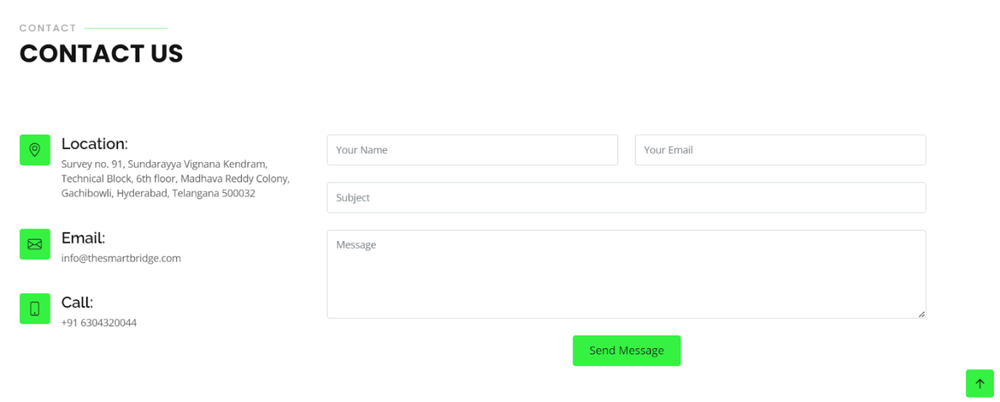 CONTACT
CONTACT US
Location:
Survey no. 91, Sundarayya Vignana Kendram,
Technical Block, 6th floor, Madhava Reddy Colony,
Gachibowli, Hyderabad, Telangana 500032
Email:
info@thesmartbridge.com
Call:
+91 6304320044
Your Name
Your Email
Subject
Message
Send Message